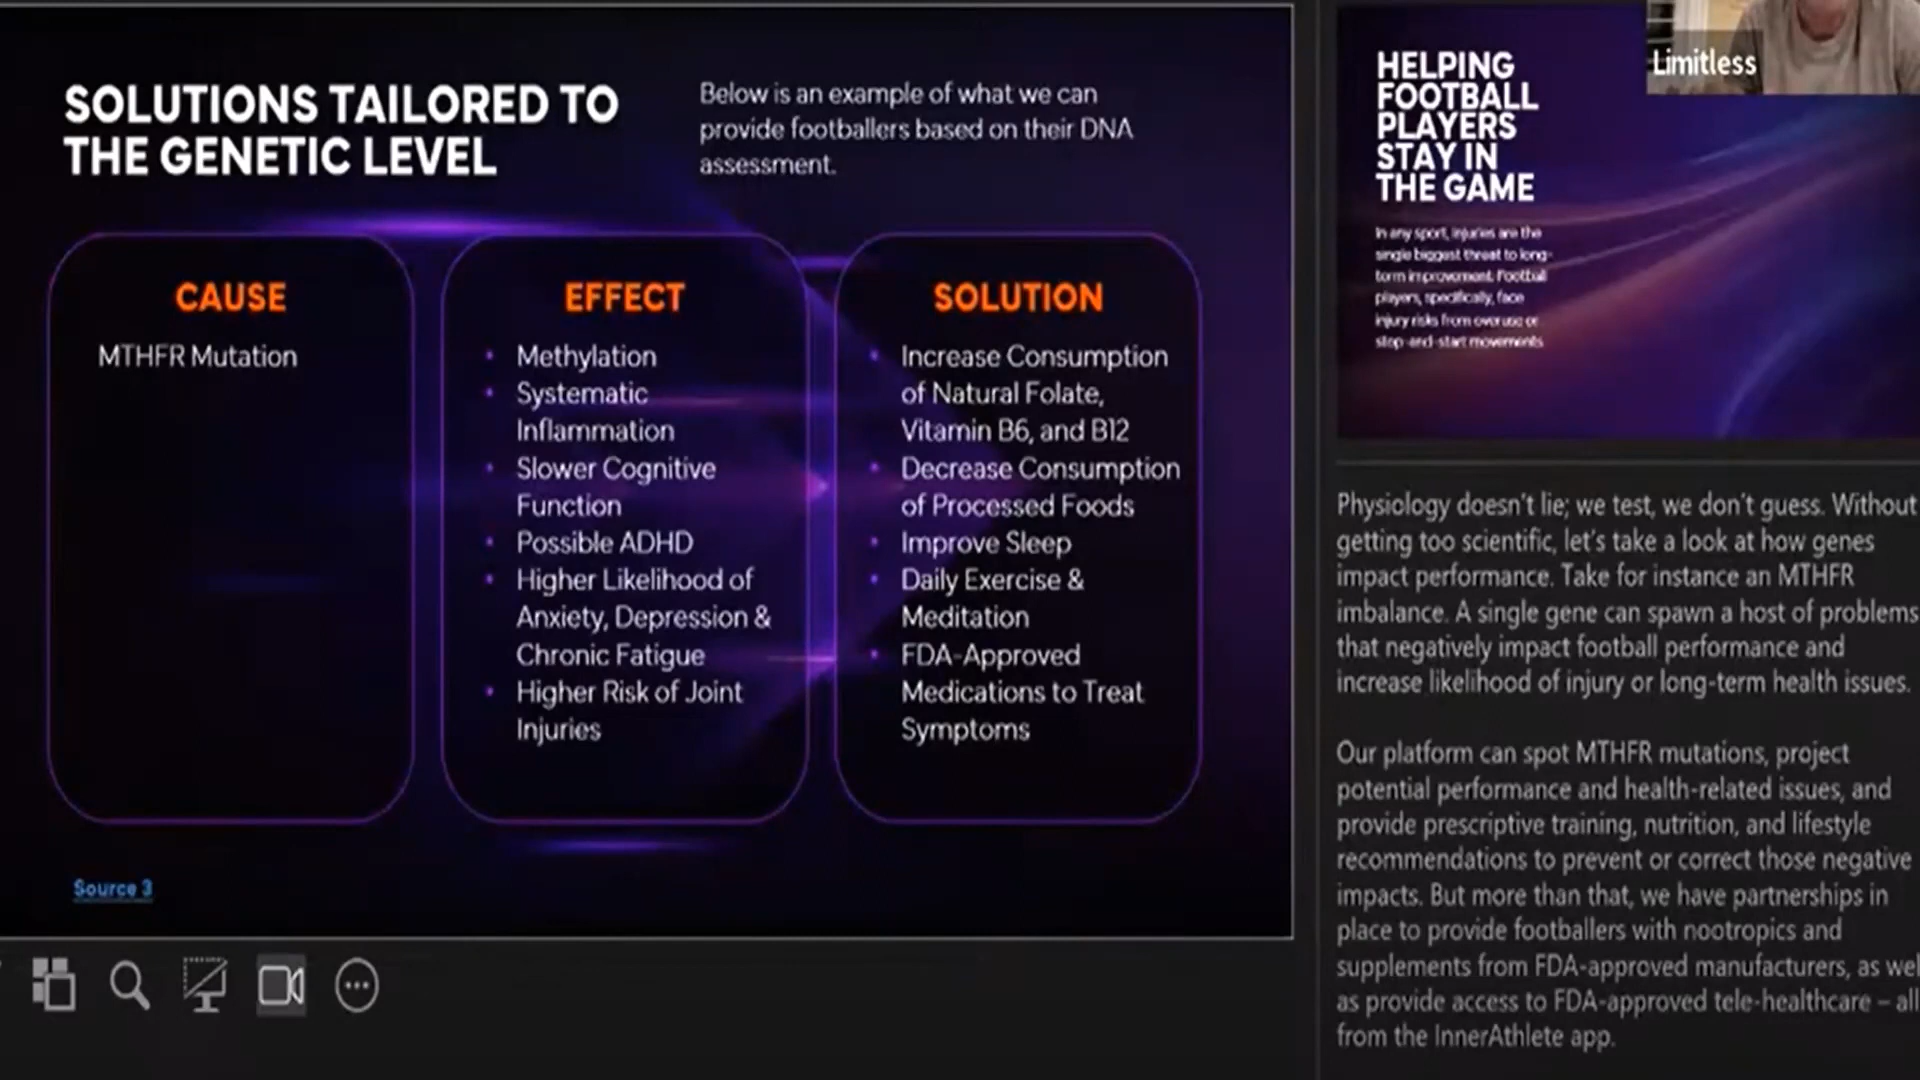 SOLUTIONS TAILORED TO
THE GENETIC LEVEL
Below is an example of what we can
provide footballers based on their DNA
assessment.
CAUSE
MTHFR Mutation
EFFECT
• Methylation
• Systematic
Inflammation
• Slower Cognitive
Function
• Possible ADHD
• Higher Likelihood of
Anxiety, Depression &
Chronic Fatigue
• Higher Risk of Joint
Injuries
SOLUTION
• Increase Consumption
of Natural Folate,
Vitamin B6, and B12
• Decrease Consumption
of Processed Foods
• Improve Sleep
• Daily Exercise &
Meditation
• FDA-Approved
Medications to Treat
Symptoms
Source 3
HELPING
FOOTBALL
PLAYERS
STAY IN
THE GAME
In any sport, injuries are the
single biggest threat to long-
term improvement. Football
players, specifically, face
injury risks from overuse or
stop-and-start movements.
Limitless
Physiology doesn't lie; we test, we don't guess. Without
getting too scientific, let's take a look at how genes
impact performance. Take for instance an MTHFR
imbalance. A single gene can spawn a host of problems
that negatively impact football performance and
increase likelihood of injury or long-term health issues.
Our platform can spot MTHFR mutations, project
potential performance and health-related issues, and
provide prescriptive training, nutrition, and lifestyle
recommendations to prevent or correct those negative
impacts. But more than that, we have partnerships in
place to provide footballers with nootropics and
supplements from FDA-approved manufacturers, as wel
as provide access to FDA-approved tele-healthcare – all
from the InnerAthlete app.